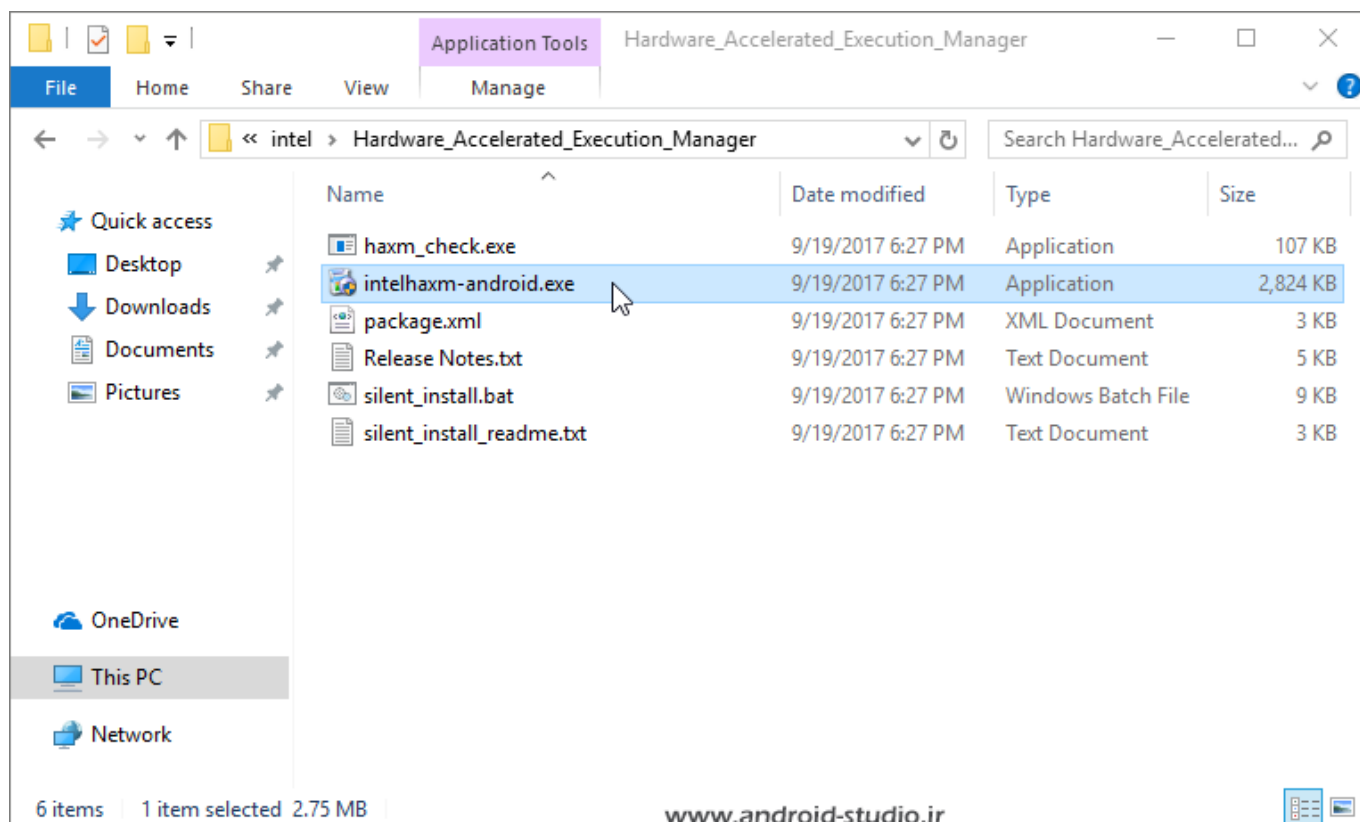 Application Tools Hardware_Accelerated_Execution_Manager
File Home Share View Manage
« intel › Hardware_Accelerated_Execution_Manager Search Hardware_Accelerated...
Name Date modified Type Size
Quick access
Desktop
Downloads
Documents
Pictures
OneDrive
This PC
Network
haxm_check.exe 9/19/2017 6:27 PM Application 107 KB
intelhaxm-android.exe 9/19/2017 6:27 PM Application 2,824 KB
package.xml 9/19/2017 6:27 PM XML Document 3 KB
Release Notes.txt 9/19/2017 6:27 PM Text Document 5 KB
silent_install.bat 9/19/2017 6:27 PM Windows Batch File 9 KB
silent_install_readme.txt 9/19/2017 6:27 PM Text Document 3 KB
6 items 1 item selected 2.75 MB
www.android-studio.ir